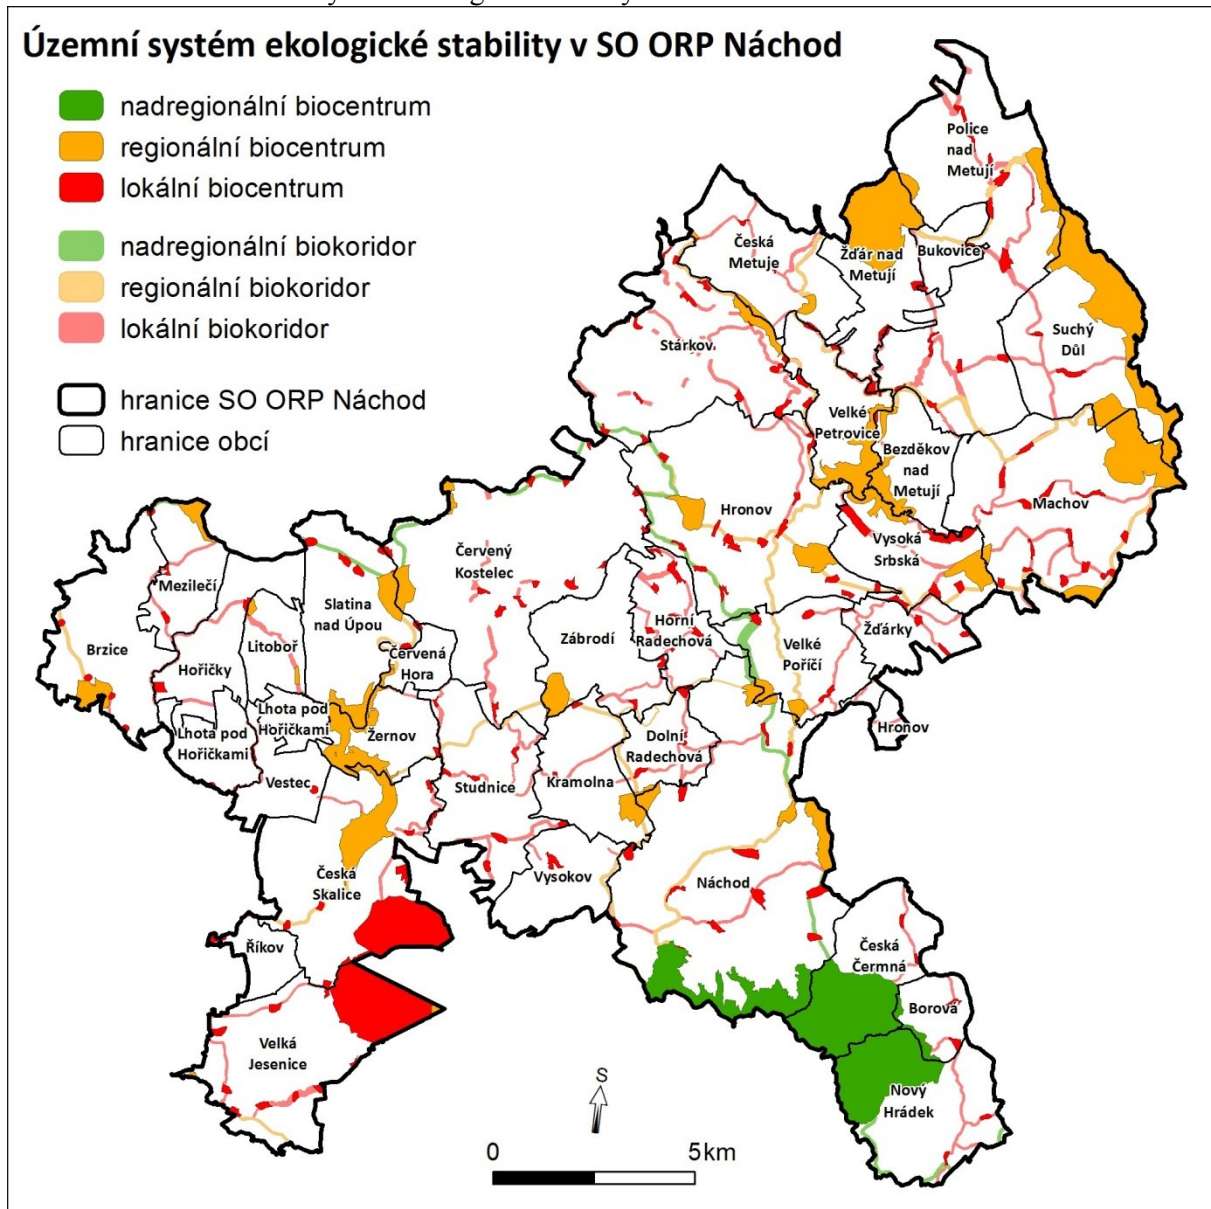 Územní systém ekologické stability v SO ORP Náchod
nadregionální biocentrum
regionální biocentrum
lokální biocentrum
nadregionální biokoridor
regionální biokoridor
lokální biokoridor
hranice SO ORP Náchod
hranice obcí
Police
nad
Metují
Česká
Metuje
Žďár nad
Metují
Bukovice
Suchý
Důl
Stárkov
Velké
Petrovice
Bezděkov
nad
Metují
Machov
Hronov
Vysoká
Srbská
Červený
Kostelec
Mezilečí
Slatina
nad Úpou
Zábrodí
Horní
Radechová
Velké
Poříčí
Žďárky
Brzice
Hořičky
Litoboř
Červená
Hora
Lhota pod
Hořičkami
Lhota pod
Hořičkami
Žernov
Dolní
Radechová
Hronov
Vestec
Studnice
Kramolna
Česká
Skalice
Vysokov
Náchod
Říkov
Česká
Čermná
Borová
Velká
Jesenice
Nový
Hrádek
S
0
5km